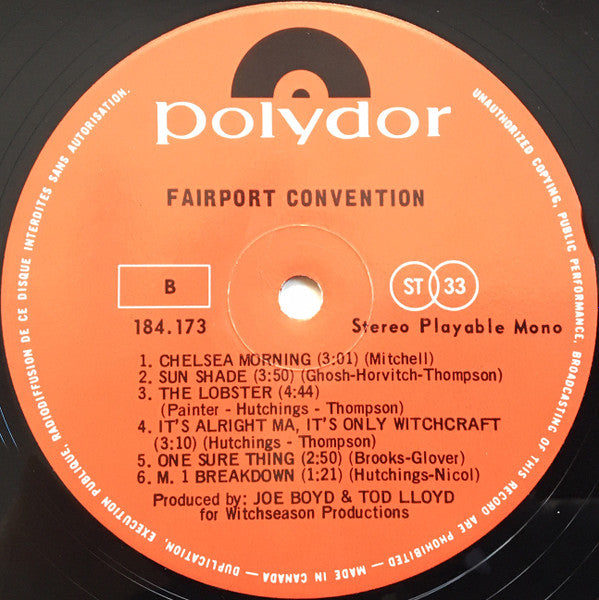 polydor
FAIRPORT CONVENTION
B
184.173
ST 33
Stereo Playable Mono
1. CHELSEA MORNING (3:01) (Mitchell)
2. SUN SHADE (3:50) (Ghosh-Horvitch-Thompson)
3. THE LOBSTER (4:44)
(Painter - Hutchings - Thompson)
4. IT'S ALRIGHT MA, IT'S ONLY WITCHCRAFT
(3:10) (Hutchings - Thompson)
5. ONE SURE THING (2:50) (Brooks-Glover)
6. M. 1 BREAKDOWN (1:21) (Hutchings-Nicol)
Produced by: JOE BOYD & TOD LLOYD
for Witchseason Productions
UNAUTHORIZED COPYING, PUBLIC PERFORMANCE, BROADCASTING OF THIS RECORD ARE PROHIBITED — MADE IN CANADA — DUPLICATION, EXECUTION PUBLIQUE, RADIODIFFUSION DE CE DISQUE INTERDITES SANS AUTORISATION.